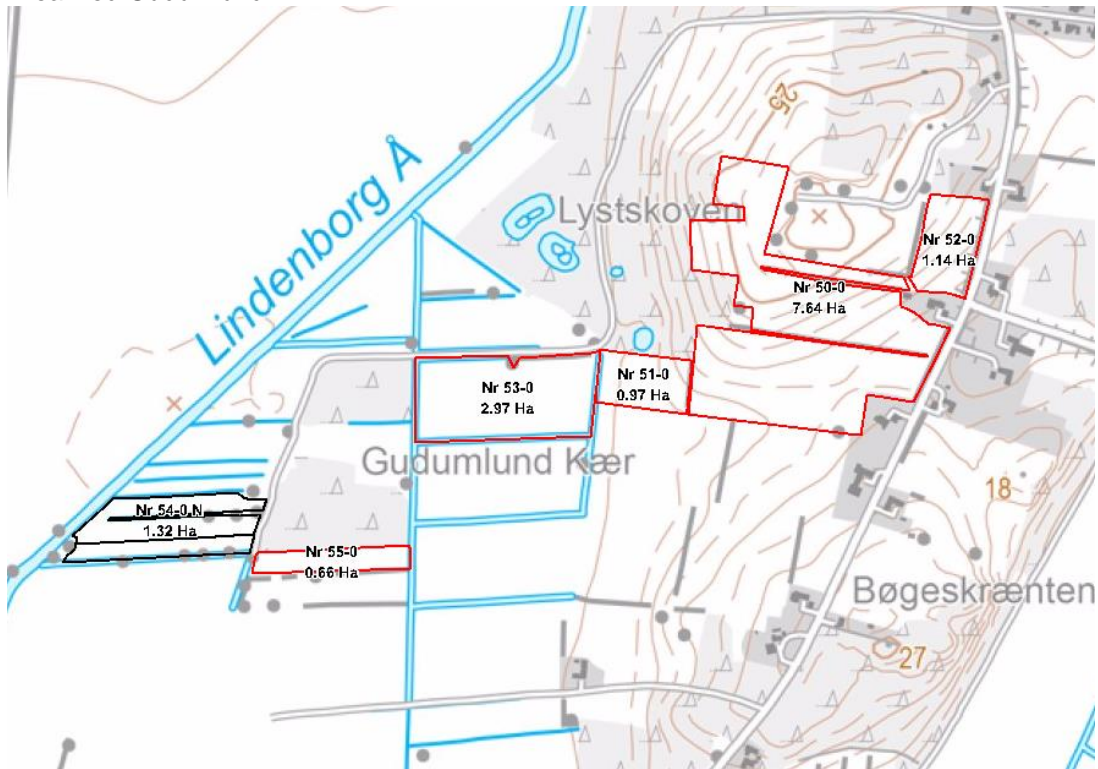 25
Lindenborg Å
Lystskoven
Nr 52-0
1.14 Ha
Nr 50-0
7.64 Ha
Nr 51-0
0.97 Ha
Nr 53-0
2.97 Ha
Gudumlund Kær
18
Nr 54-0 N
1.32 Ha
Nr 55-0
0.66 Ha
Bøgeskrænten
27